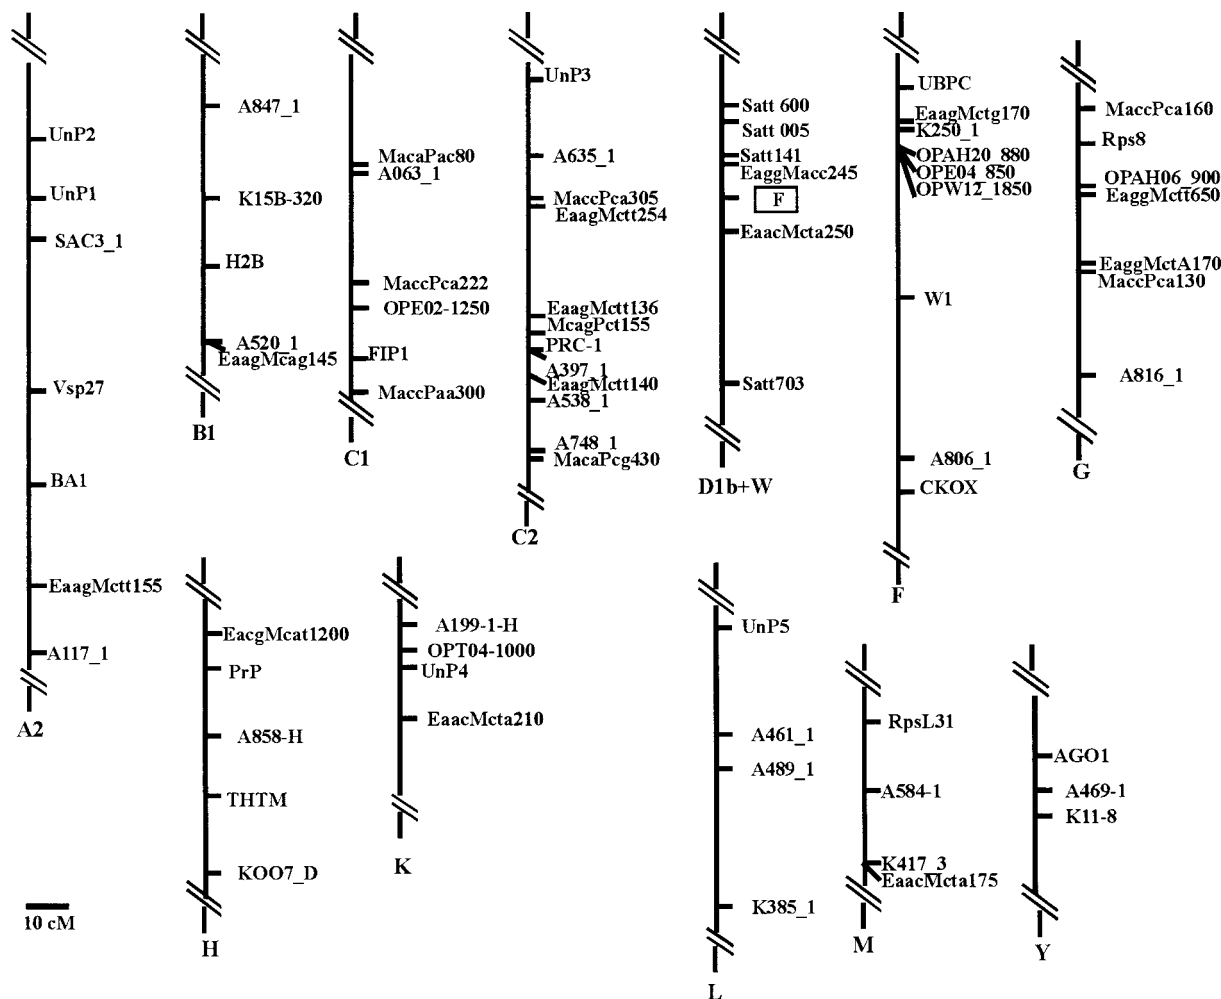 UnP2
UnP1
SAC3_1
Vsp27
BA1
EaagMctt155
A117_1
A2
A847_1
K15B-320
H2B
A520_1
EaagMcag145
B1
MacaPac80
A063_1
MaccPca222
OPE02-1250
FIP1
MaccPaa300
C1
UnP3
A635_1
MaccPca305
EaagMctt254
EaagMctt136
McagPct155
PRC-1
A397_1
EaagMctt140
A538_1
A748_1
MacaPcg430
C2
Satt 600
Satt 005
Satt141
EaggMacc245
F
EaacMcta250
Satt703
D1b+W
UBPC
EaagMctg170
K250_1
OPAH20_880
OPE04_850
OPW12_1850
W1
A806_1
CKOX
F
MaccPca160
Rps8
OPAH06_900
EaggMctt650
EaggMctA170
MaccPca130
A816_1
G
EacgMcat1200
PrP
A858-H
THTM
KOO7_D
H
A199-1-H
OPT04-1000
UnP4
EaacMcta210
K
UnP5
A461_1
A489_1
K385_1
L
RpsL31
A584-1
K417_3
EaacMcta175
M
AGO1
A469-1
K11-8
Y
10 cM